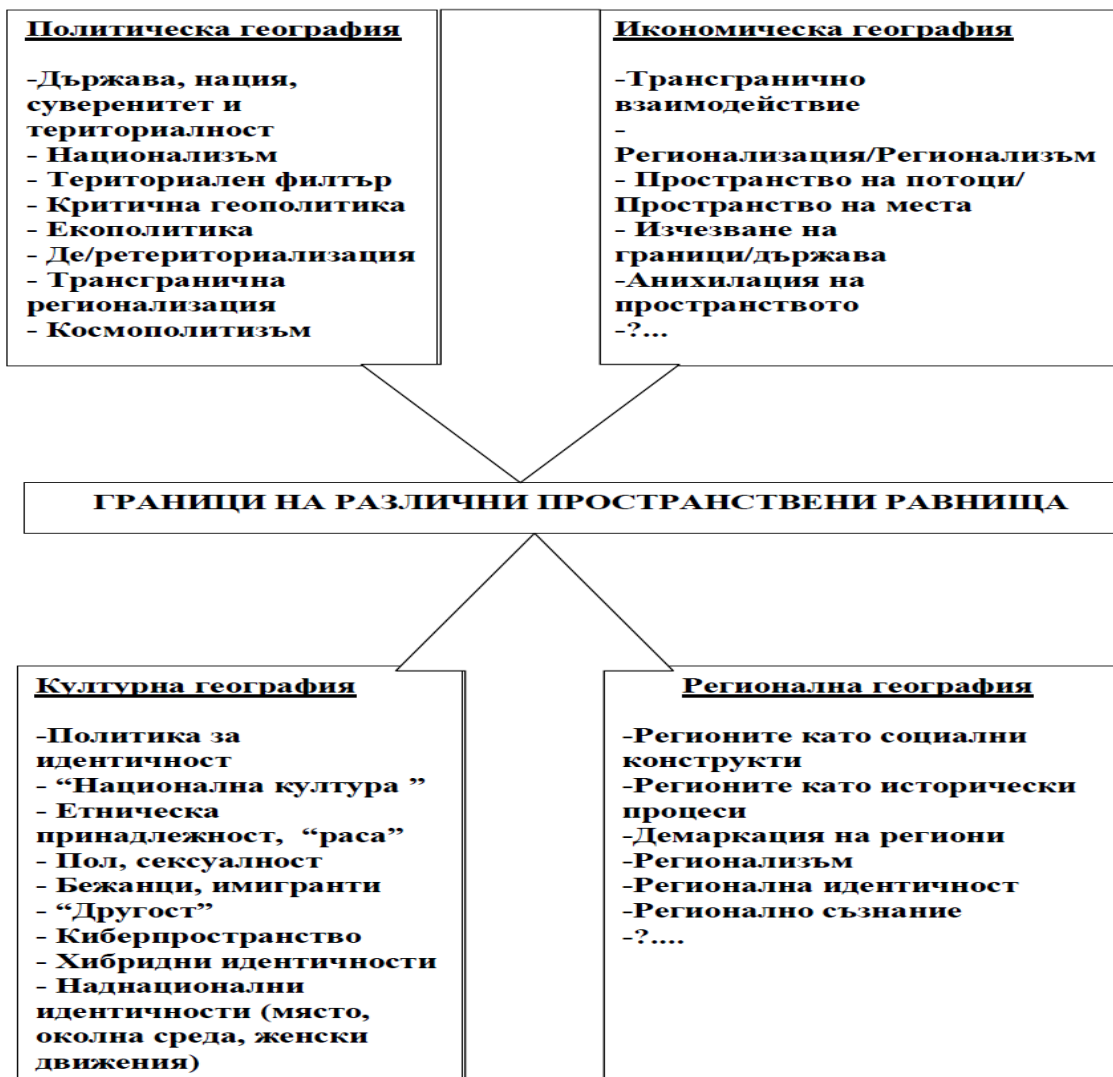 Политическа география
-Държава, нация,
суверенитет и
териториалност
- Национализъм
- Териториален филтър
- Критична геополитика
- Екополитика
- Де/ретериториализация
- Трансгранична
регионализация
- Космополитизъм
Икономическа география
-Трансгранично
взаимодействие
-
Регионализация/Регионализъм
- Пространство на потоци/
Пространство на места
- Изчезване на
граници/държава
-Анихилация на
пространството
-?...
ГРАНИЦИ НА РАЗЛИЧНИ ПРОСТРАНСТВЕНИ РАВНИЩА
Културна география
-Политика за
идентичност
- “Национална култура ”
- Етническа
принадлежност, “раса”
- Пол, сексуалност
- Бежанци, имигранти
- “Другост”
- Киберпространство
- Хибридни идентичности
- Наднационални
идентичности (място,
околна среда, женски
движения)
Регионална география
-Регионите като социални
конструкти
-Регионите като исторически
процеси
-Демаркация на региони
-Регионализъм
-Регионална идентичност
-Регионално съзнание
-?....